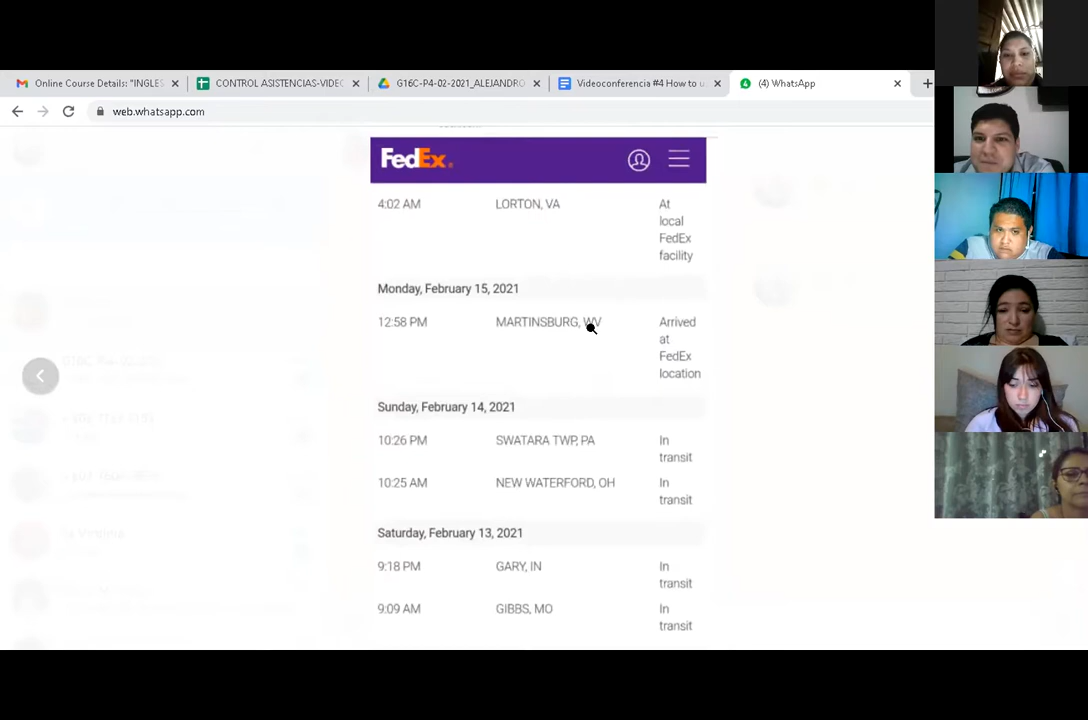 Online Course Details: "INGLES
CONTROL ASISTENCIAS-VIDEO
G16C-P4-02-2021_ALEJANDRO
Videoconferencia #4 How to u
(4) WhatsApp
web.whatsapp.com
FedEx
4:02 AM LORTON, VA At
local
FedEx
facility
Monday, February 15, 2021
12:58 PM MARTINSBURG, WV Arrived
at
FedEx
location
Sunday, February 14, 2021
10:26 PM SWATARA TWP, PA In
transit
10:25 AM NEW WATERFORD, OH In
transit
Saturday, February 13, 2021
9:18 PM GARY, IN In
transit
9:09 AM GIBBS, MO In
transit